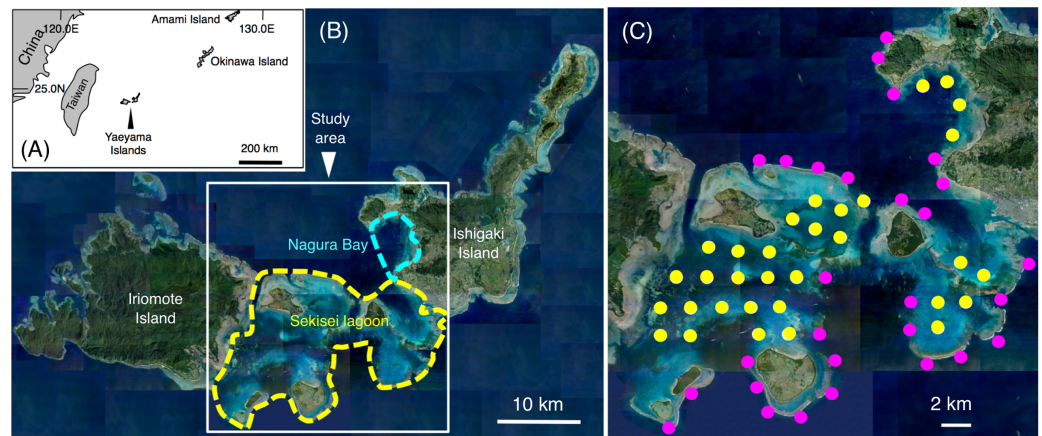 China
120.0E
Amami Island
130.0E
Okinawa Island
25.0N
Taiwan
Yaeyama
Islands
(A)
200 km
(B)
Study
area
Nagura Bay
Ishigaki
Island
Iriomote
Island
Sekisei lagoon
10 km
(C)
2 km